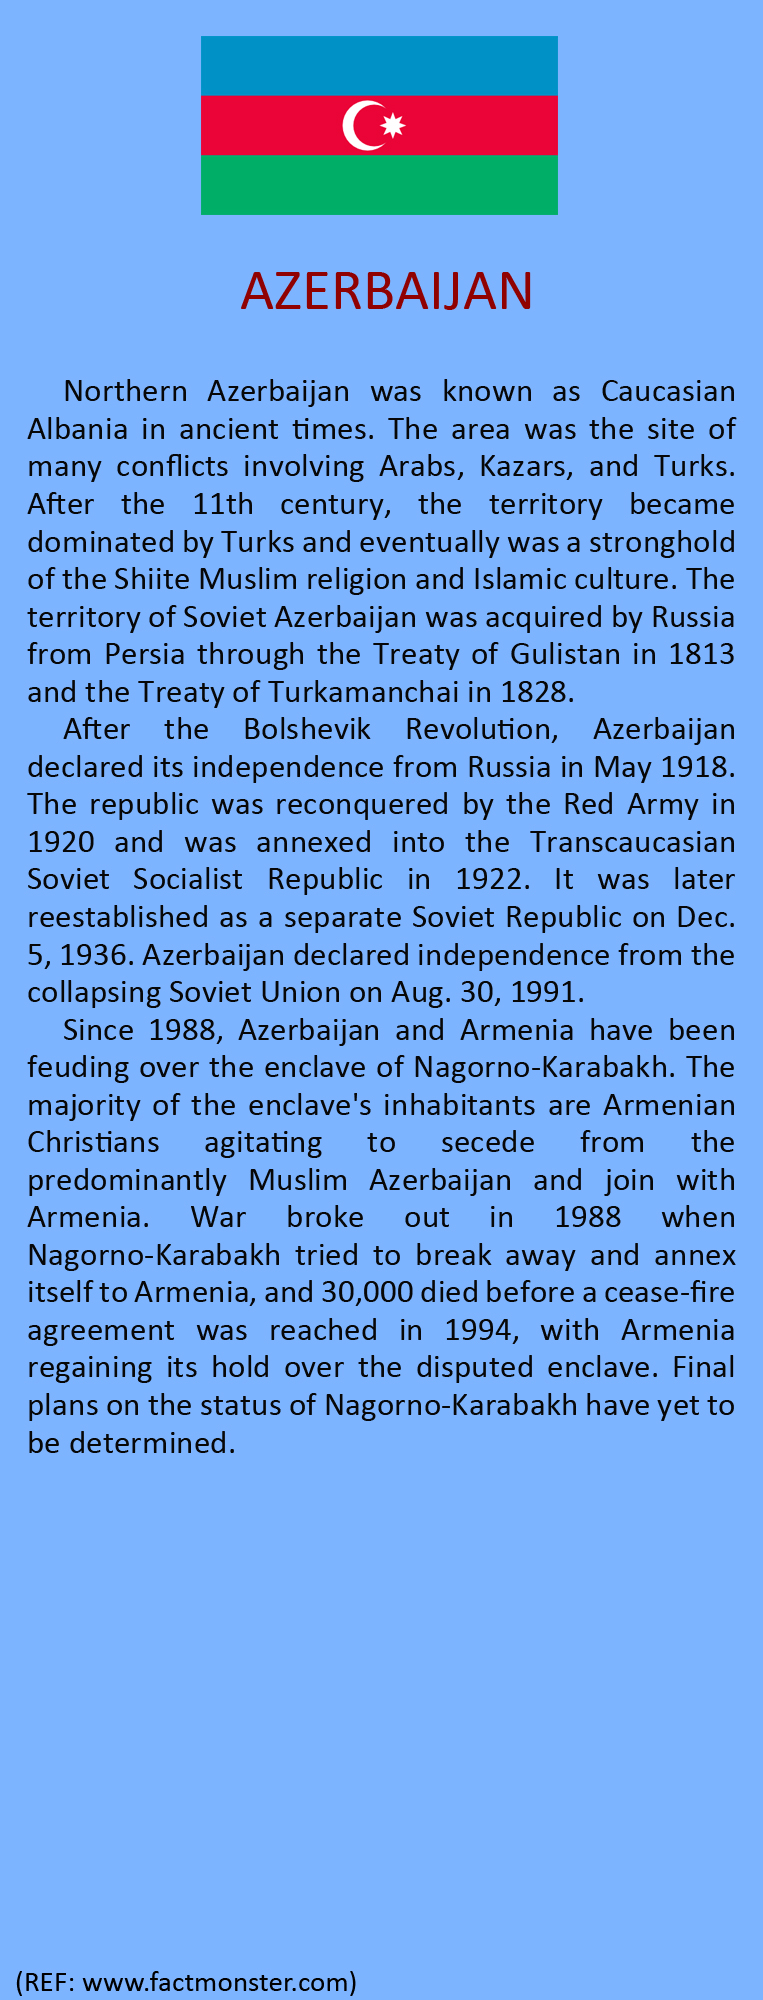 AZERBAIJAN
Northern Azerbaijan was known as Caucasian
Albania in ancient times. The area was the site of
many conflicts involving Arabs, Kazars, and Turks.
After the 11th century, the territory became
dominated by Turks and eventually was a stronghold
of the Shiite Muslim religion and Islamic culture. The
territory of Soviet Azerbaijan was acquired by Russia
from Persia through the Treaty of Gulistan in 1813
and the Treaty of Turkamanchai in 1828.
After the Bolshevik Revolution, Azerbaijan
declared its independence from Russia in May 1918.
The republic was reconquered by the Red Army in
1920 and was annexed into the Transcaucasian
Soviet Socialist Republic in 1922. It was later
reestablished as a separate Soviet Republic on Dec.
5, 1936. Azerbaijan declared independence from the
collapsing Soviet Union on Aug. 30, 1991.
Since 1988, Azerbaijan and Armenia have been
feuding over the enclave of Nagorno-Karabakh. The
majority of the enclave's inhabitants are Armenian
Christians agitating to secede from the
predominantly Muslim Azerbaijan and join with
Armenia. War broke out in 1988 when
Nagorno-Karabakh tried to break away and annex
itself to Armenia, and 30,000 died before a cease-fire
agreement was reached in 1994, with Armenia
regaining its hold over the disputed enclave. Final
plans on the status of Nagorno-Karabakh have yet to
be determined.
(REF: www.factmonster.com)